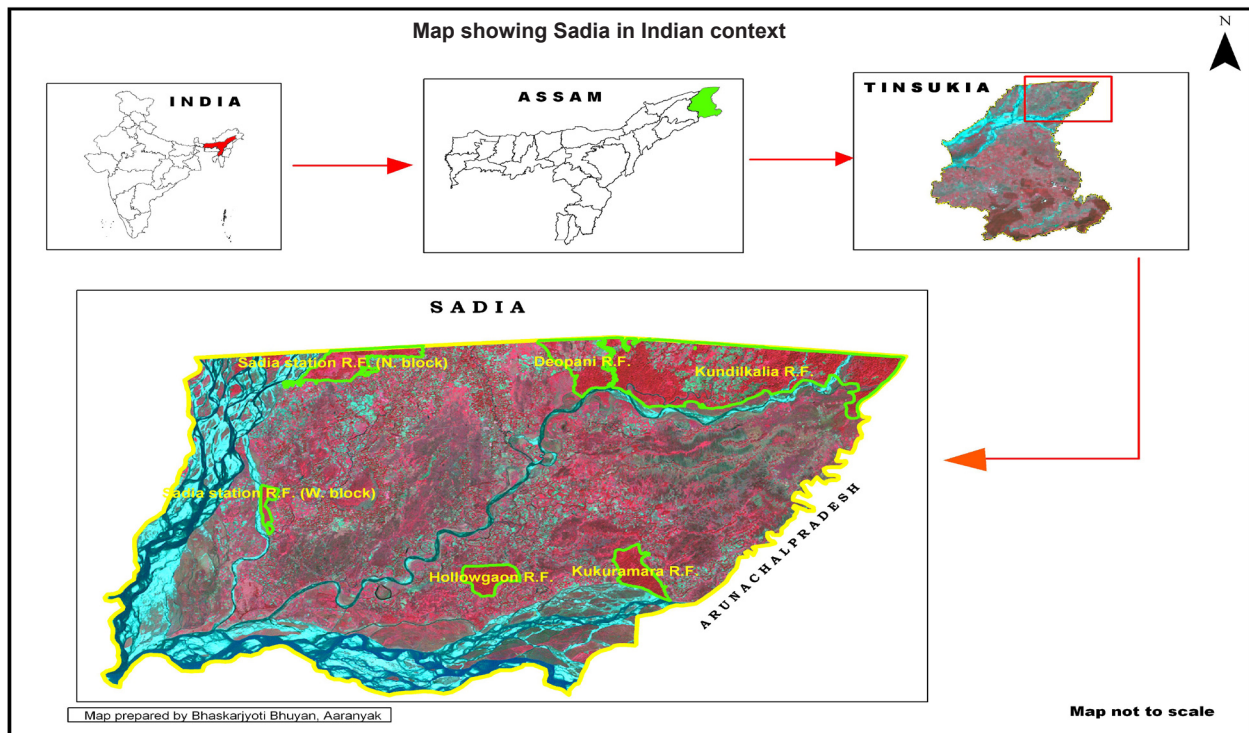 Map showing Sadia in Indian context
N
INDIA
ASSAM
TINSUKIA
SADIA
Sadia station R.F. (N. block)
Deopani R.F.
Kundilkalia R.F.
Sadia station R.F. (W. block)
Hollowgaon R.F.
Kukuramara R.F.
ARUNACHALPRADESH
Map prepared by Bhaskarjyoti Bhuyan, Aaranyak
Map not to scale